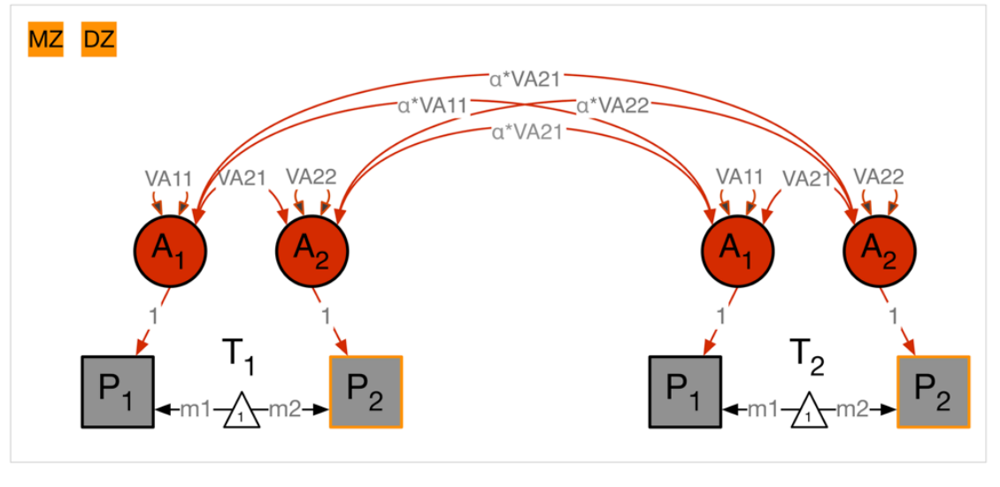 MZ DZ
α*VA21
α*VA11 α*VA22
α*VA21
VA11 VA21 VA22 VA11 VA21 VA22
A1 A2 A1 A2
1 1 1 1
T1 T2
P1 m1 1 m2 P2 P1 m1 1 m2 P2